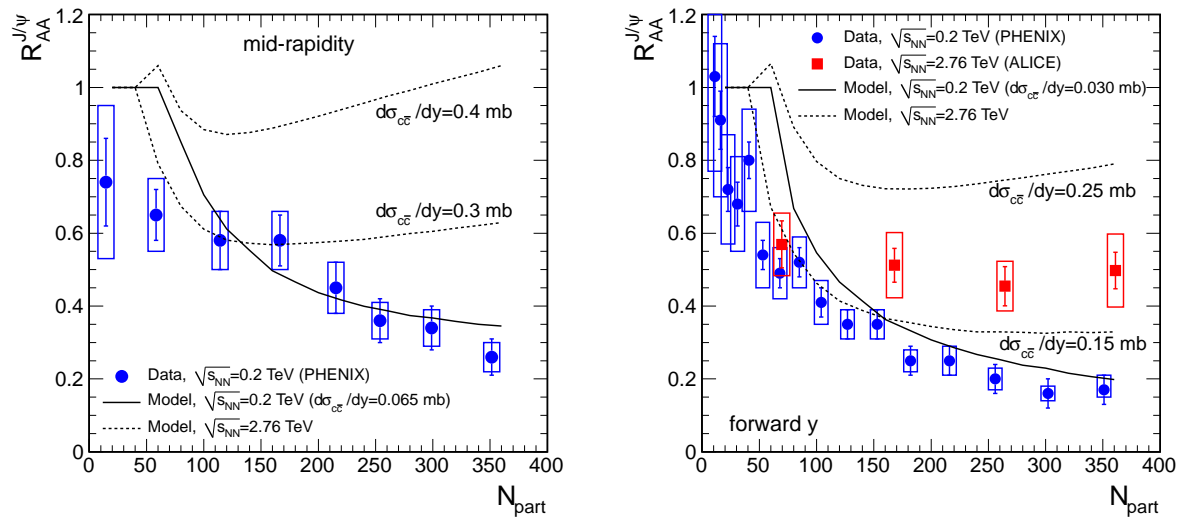 R_AA^J/ψ
1.2
1
0.8
0.6
0.4
0.2
0
mid-rapidity
dσ_cc̅ /dy=0.4 mb
dσ_cc̅ /dy=0.3 mb
Data, √s_NN=0.2 TeV (PHENIX)
Model, √s_NN=0.2 TeV (dσ_cc̅/dy=0.065 mb)
Model, √s_NN=2.76 TeV
0 50 100 150 200 250 300 350 400
N_part
R_AA^J/ψ
1.2
1
0.8
0.6
0.4
0.2
0
Data, √s_NN=0.2 TeV (PHENIX)
Data, √s_NN=2.76 TeV (ALICE)
Model, √s_NN=0.2 TeV (dσ_cc̅/dy=0.030 mb)
Model, √s_NN=2.76 TeV
dσ_cc̅ /dy=0.25 mb
dσ_cc̅ /dy=0.15 mb
forward y
0 50 100 150 200 250 300 350 400
N_part